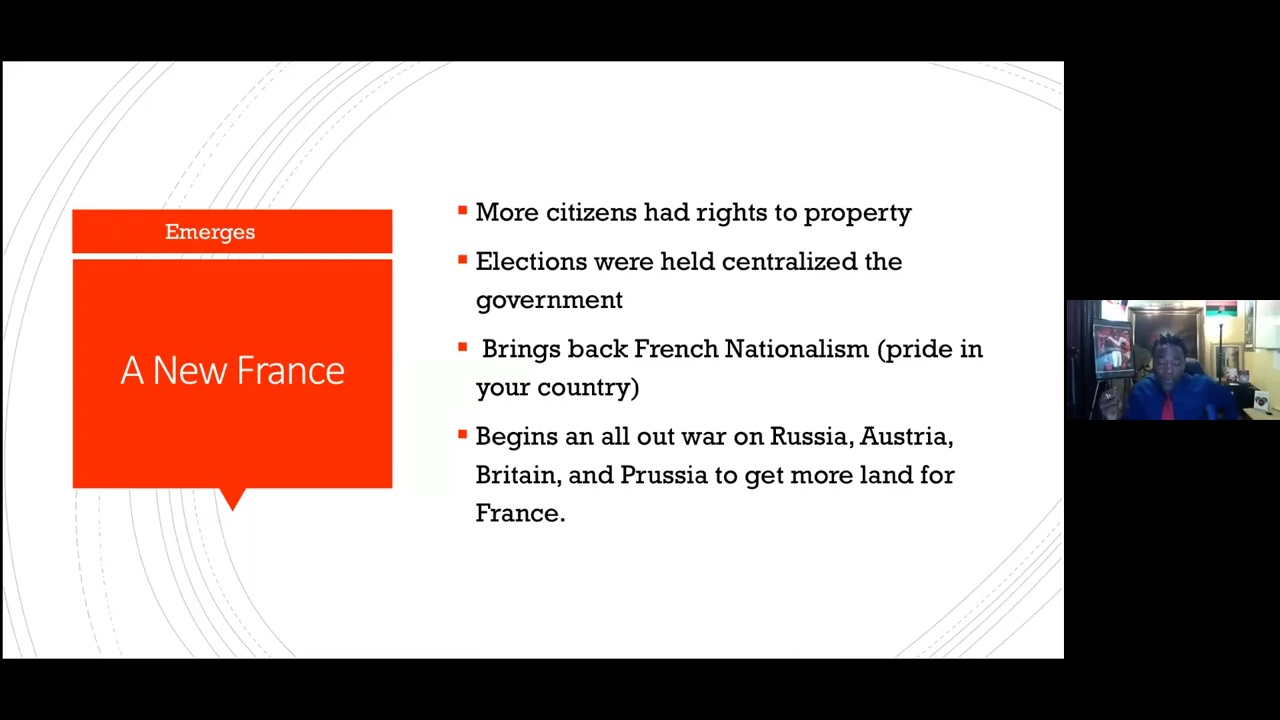 Emerges
A New France
More citizens had rights to property
Elections were held centralized the
government
Brings back French Nationalism (pride in
your country)
Begins an all out war on Russia, Austria,
Britain, and Prussia to get more land for
France.